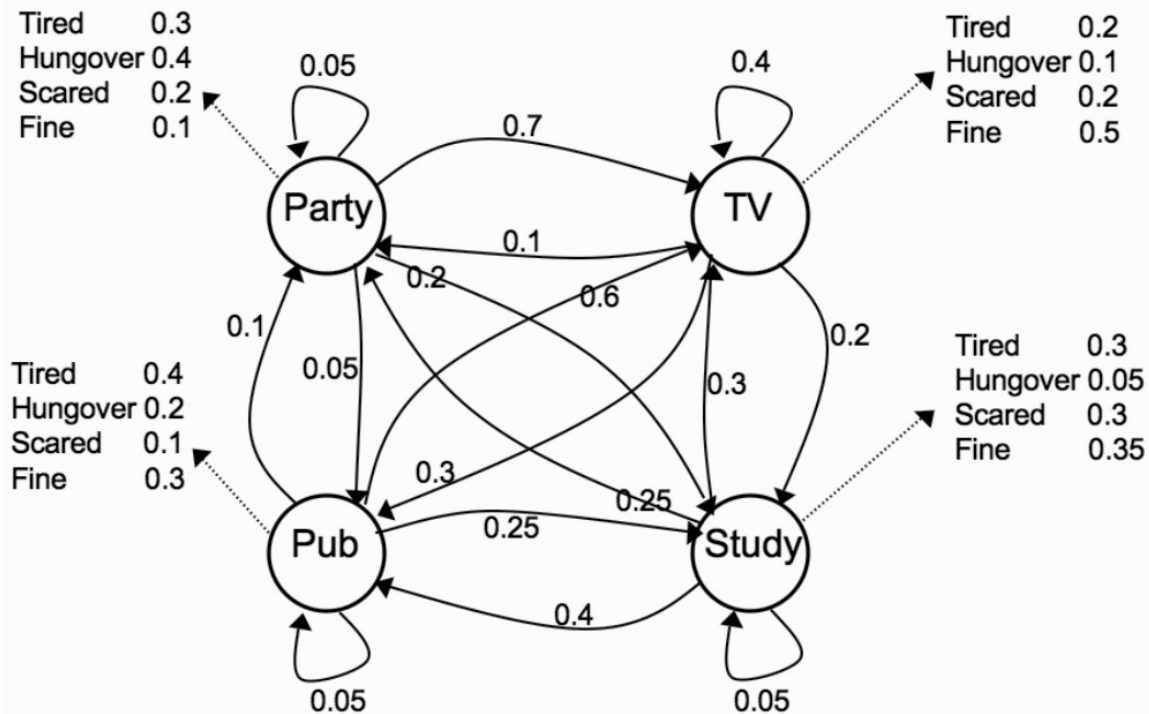 Tired 0.3
Hungover 0.4
Scared 0.2
Fine 0.1
Tired 0.2
Hungover 0.1
Scared 0.2
Fine 0.5
0.05
0.4
0.7
Party
TV
0.1
0.2
0.6
0.1
0.05
0.3
0.2
Tired 0.4
Hungover 0.2
Scared 0.1
Fine 0.3
Tired 0.3
Hungover 0.05
Scared 0.3
Fine 0.35
0.3
0.25
0.25
Pub
Study
0.4
0.05
0.05